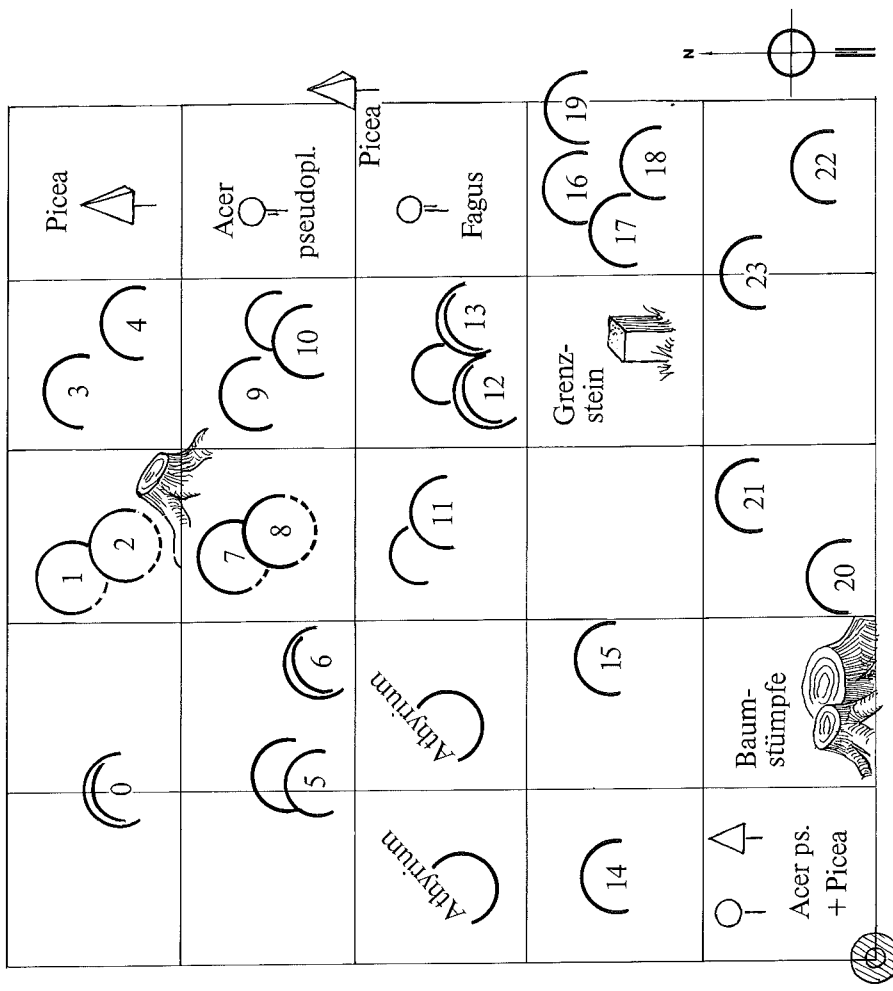 0
1
2
3
4
Picea
5
6
7
8
9
10
Acer
pseudopl.
Picea
Athyrium
Athyrium
11
12
13
Fagus
14
15
Grenz-
stein
16
17
18
19
Acer ps.
+ Picea
Baum-
stümpfe
20
21
23
22
N